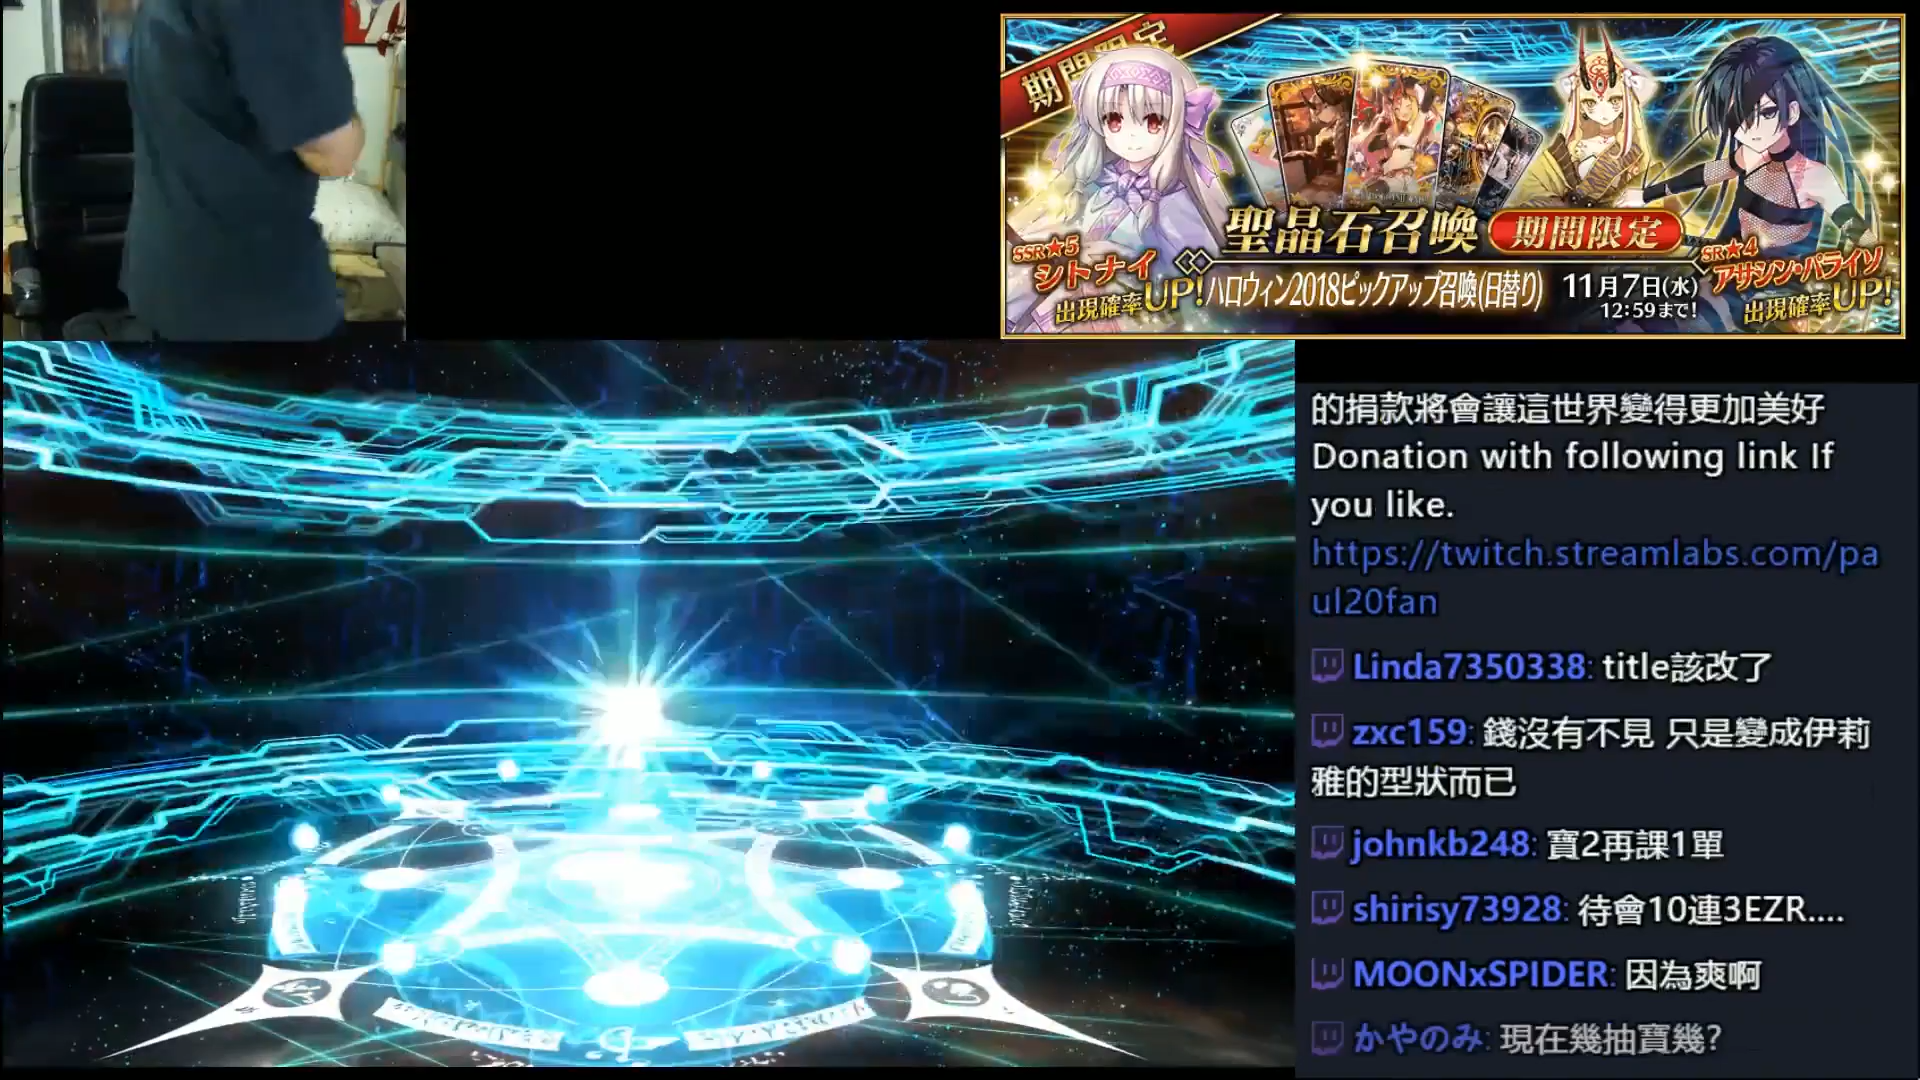 期間限定
聖晶石召喚 期間限定
SSR★5
シトナイ
出現確率UP!
ハロウィン2018ピックアップ召喚(日替り)
11月7日(水)
12:59まで!
SR★4
アサシン・パライソ
出現確率UP!
的捐款將會讓這世界變得更加美好
Donation with following link If
you like.
https://twitch.streamlabs.com/pa
ul20fan
Linda7350338: title該改了
zxc159: 錢沒有不見 只是變成伊莉
雅的型狀而已
johnkb248: 寶2再課1單
shirisy73928: 待會10連3EZR....
MOONxSPIDER: 因為爽啊
かやのみ: 現在幾抽寶幾?